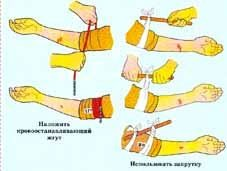 Наложить
кровоостанавливающий
жгут
Использовать закрутку